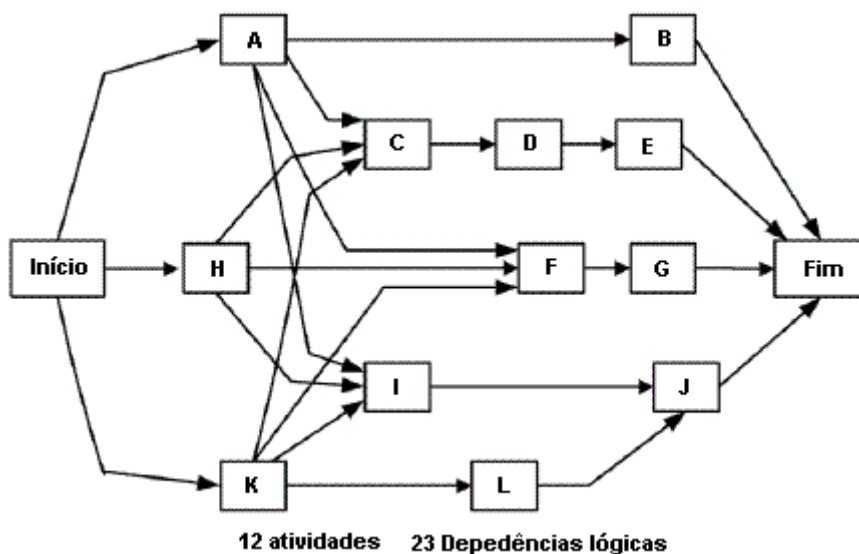 A
B
C
D
E
Início
H
F
G
Fim
I
J
K
L
12 atividades 23 Depedências lógicas